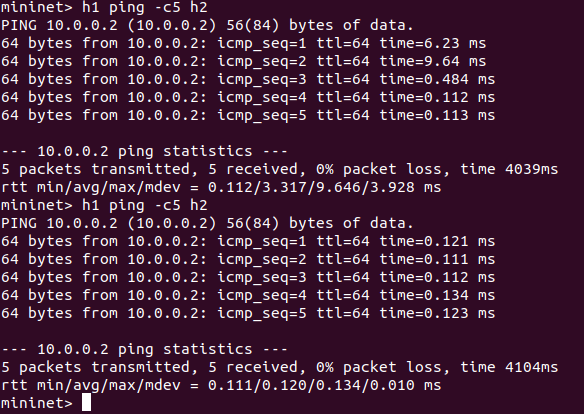 mininet> h1 ping -c5 h2
PING 10.0.0.2 (10.0.0.2) 56(84) bytes of data.
64 bytes from 10.0.0.2: icmp_seq=1 ttl=64 time=6.23 ms
64 bytes from 10.0.0.2: icmp_seq=2 ttl=64 time=9.64 ms
64 bytes from 10.0.0.2: icmp_seq=3 ttl=64 time=0.484 ms
64 bytes from 10.0.0.2: icmp_seq=4 ttl=64 time=0.112 ms
64 bytes from 10.0.0.2: icmp_seq=5 ttl=64 time=0.113 ms
--- 10.0.0.2 ping statistics ---
5 packets transmitted, 5 received, 0% packet loss, time 4039ms
rtt min/avg/max/mdev = 0.112/3.317/9.646/3.928 ms
mininet> h1 ping -c5 h2
PING 10.0.0.2 (10.0.0.2) 56(84) bytes of data.
64 bytes from 10.0.0.2: icmp_seq=1 ttl=64 time=0.121 ms
64 bytes from 10.0.0.2: icmp_seq=2 ttl=64 time=0.111 ms
64 bytes from 10.0.0.2: icmp_seq=3 ttl=64 time=0.112 ms
64 bytes from 10.0.0.2: icmp_seq=4 ttl=64 time=0.134 ms
64 bytes from 10.0.0.2: icmp_seq=5 ttl=64 time=0.123 ms
--- 10.0.0.2 ping statistics ---
5 packets transmitted, 5 received, 0% packet loss, time 4104ms
rtt min/avg/max/mdev = 0.111/0.120/0.134/0.010 ms
mininet>